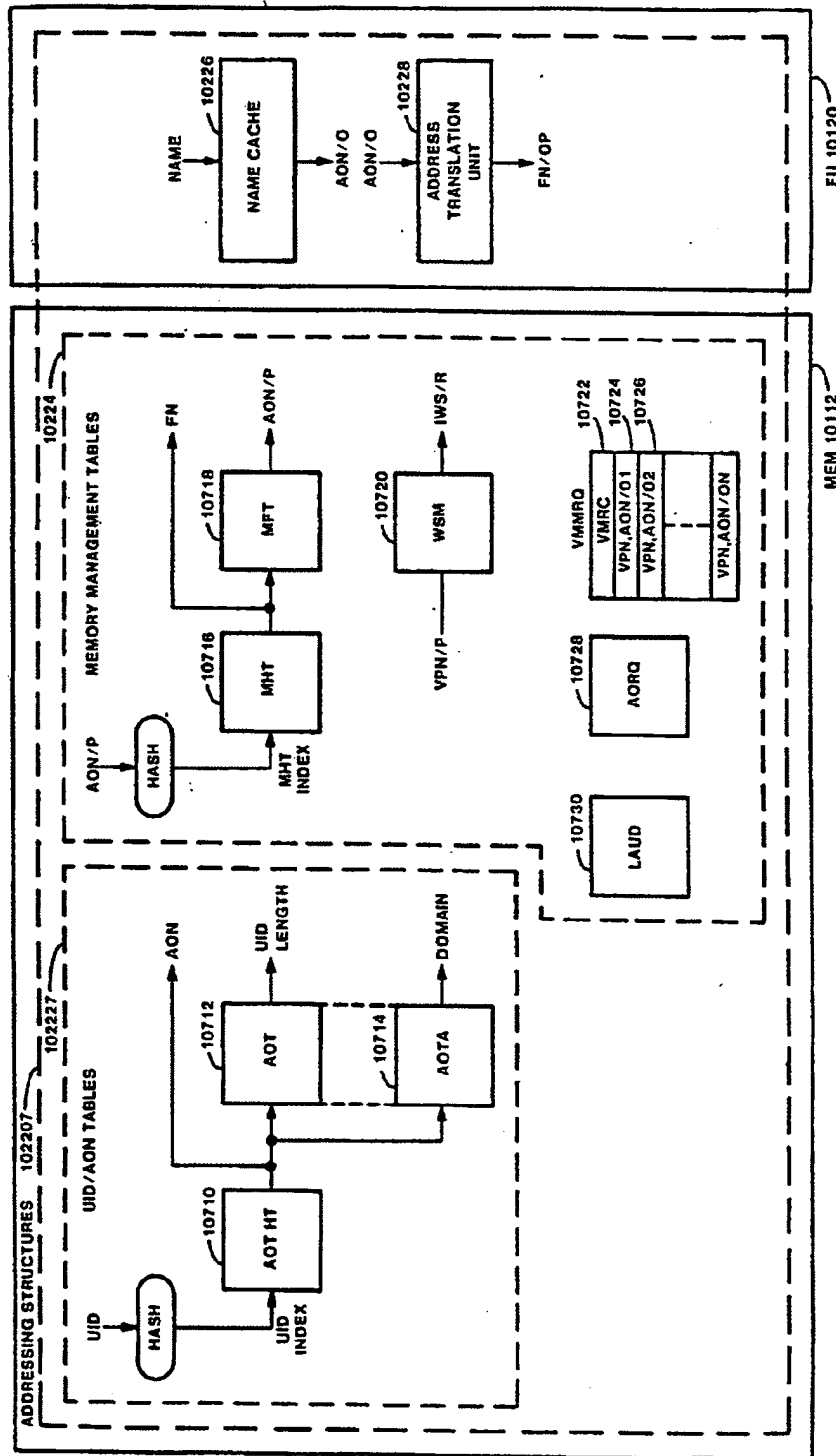 ADDRESSING STRUCTURES 102207
102227
UID/AON TABLES
UID
HASH
UID
INDEX
10710
AOT HT
AON
10712
AOT
UID
LENGTH
10714
AOTA
DOMAIN
10224
MEMORY MANAGEMENT TABLES
AON/P
HASH
MHT
INDEX
10716
MHT
FN
10718
MFT
AON/P
VPN/P
10720
WSM
IWS/R
10730
LAUD
10728
AORQ
VMMRQ
VMRC
10722
VPN,AON/O1
10724
VPN,AON/O2
10726
VPN,AON/ON
MEM 10112
NAME
10226
NAME CACHE
AON/O
AON/O
10228
ADDRESS
TRANSLATION
UNIT
FN/OP
FU 10120